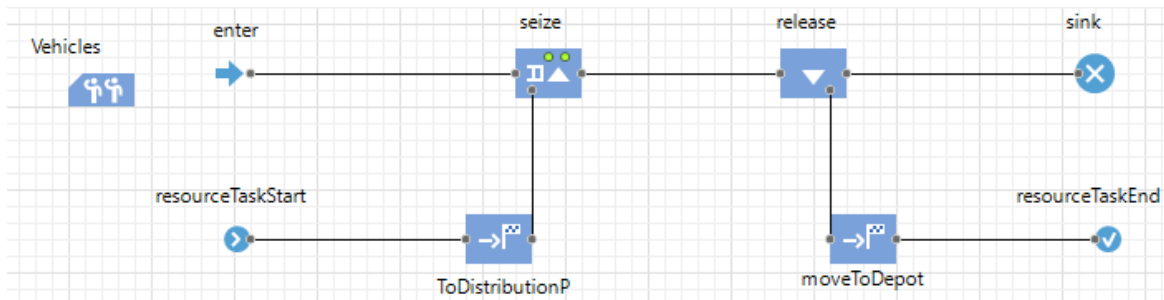 seize
release
sink
enter
Vehicles
resourceTaskStart
resourceTaskEnd
ToDistributionP
moveToDepot